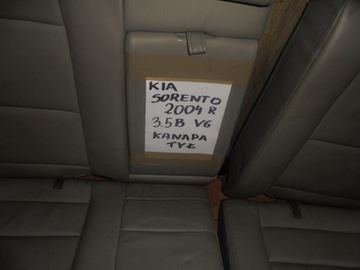 KIA
SORENTO
2004 R
3.5B V6
KANAPA
TYŁ